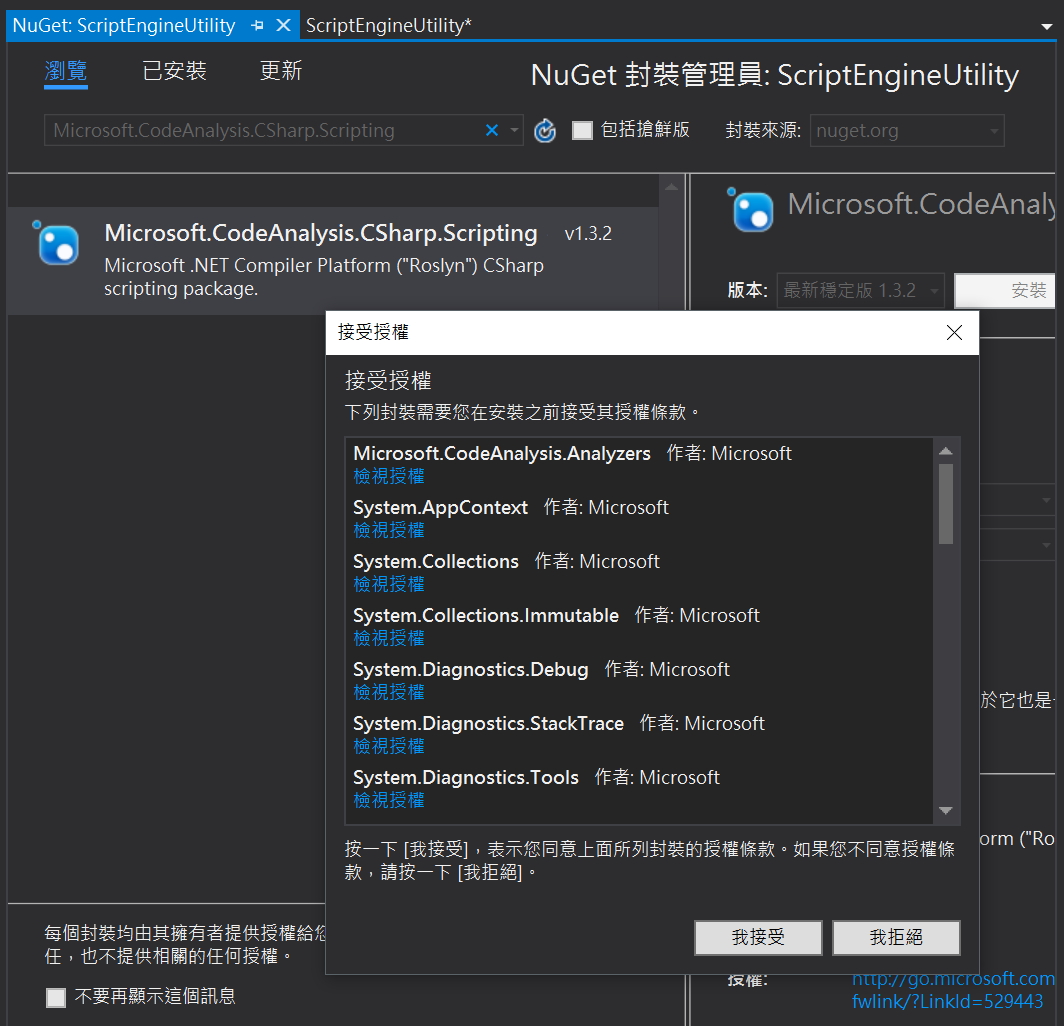 NuGet: ScriptEngineUtility
ScriptEngineUtility*
瀏覽 已安裝 更新
NuGet 封裝管理員: ScriptEngineUtility
Microsoft.CodeAnalysis.CSharp.Scripting
包括搶鮮版
封裝來源: nuget.org
Microsoft.CodeAnalysis.CSharp.Scripting v1.3.2
Microsoft .NET Compiler Platform ("Roslyn") CSharp
scripting package.
Microsoft.CodeAnaly
版本: 最新穩定版 1.3.2 安裝
接受授權
接受授權
下列封裝需要您在安裝之前接受其授權條款。
Microsoft.CodeAnalysis.Analyzers 作者: Microsoft
檢視授權
System.AppContext 作者: Microsoft
檢視授權
System.Collections 作者: Microsoft
檢視授權
System.Collections.Immutable 作者: Microsoft
檢視授權
System.Diagnostics.Debug 作者: Microsoft
檢視授權
System.Diagnostics.StackTrace 作者: Microsoft
檢視授權
System.Diagnostics.Tools 作者: Microsoft
檢視授權
按一下 [我接受]，表示您同意上面所列封裝的授權條款。如果您不同意授權條
款，請按一下 [我拒絕]。
我接受 我拒絕
於它也是
orm ("Ro
每個封裝均由其擁有者提供授權給您
任，也不提供相關的任何授權。
不要再顯示這個訊息
授權: http://go.microsoft.com
fwlink/?LinkId=529443